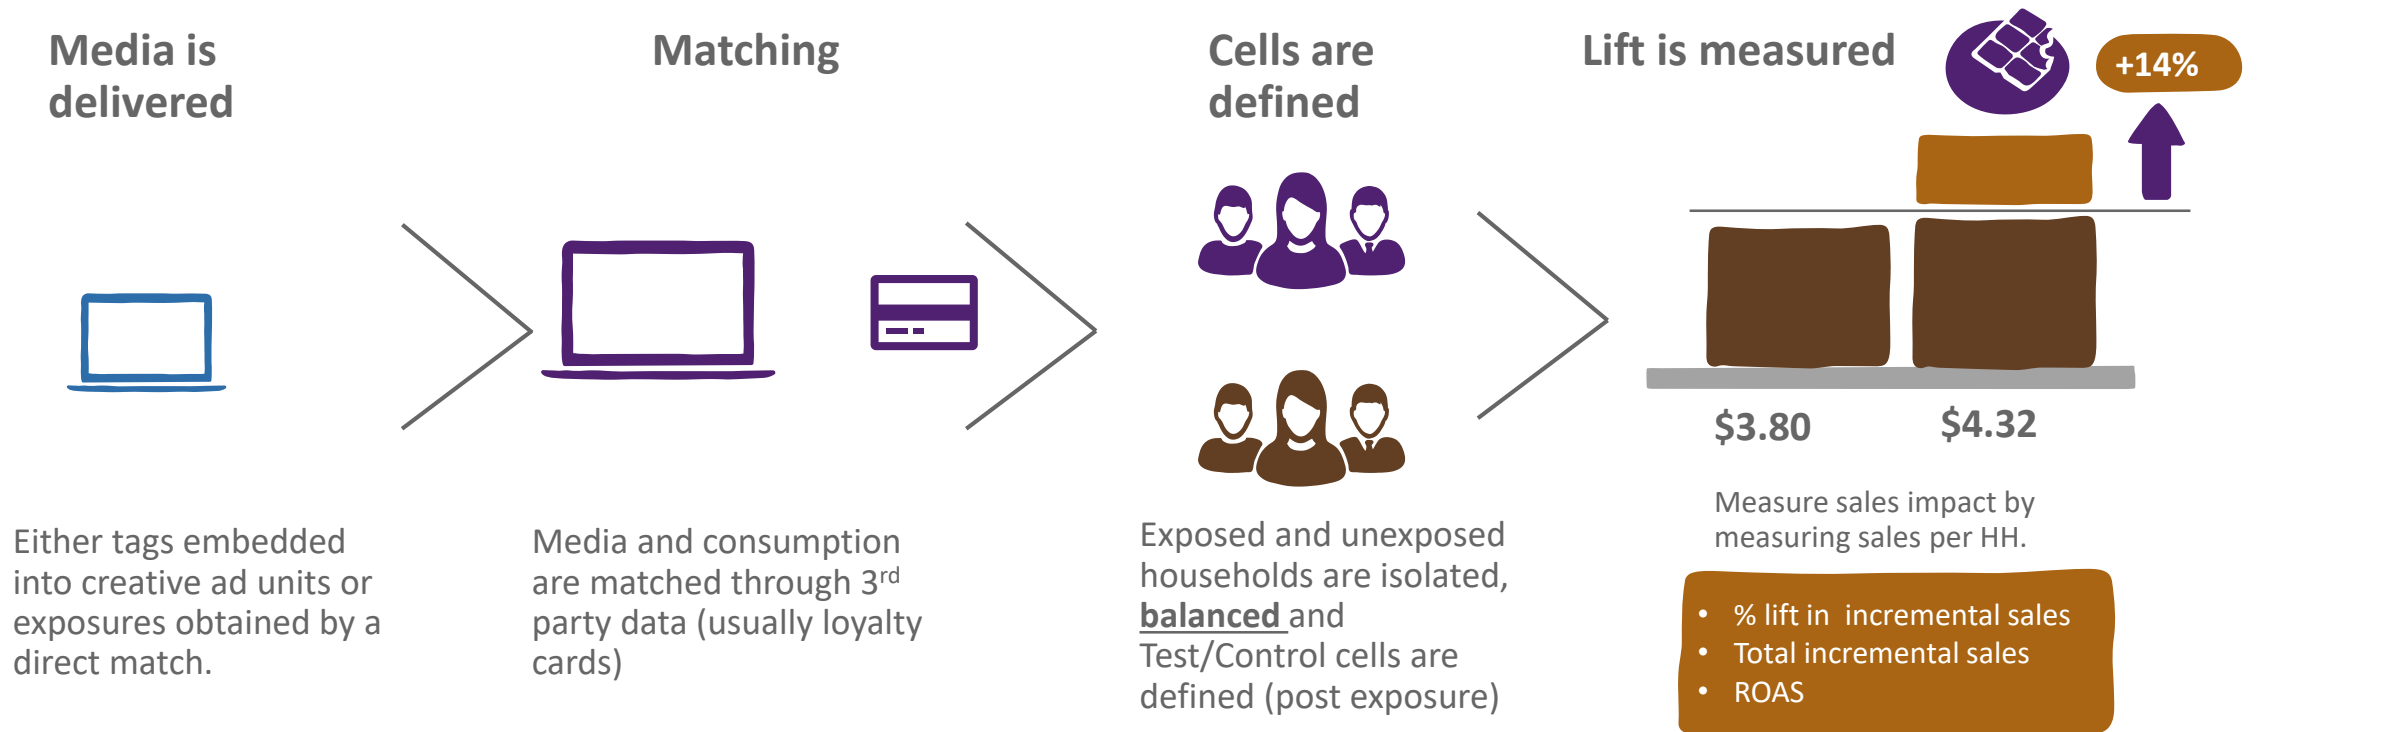 Media is
delivered
Either tags embedded
into creative ad units or
exposures obtained by a
direct match.
Matching
Media and consumption
are matched through 3rd
party data (usually loyalty
cards)
Cells are
defined
Exposed and unexposed
households are isolated,
balanced and
Test/Control cells are
defined (post exposure)
Lift is measured
+14%
$3.80
$4.32
Measure sales impact by
measuring sales per HH.
• % lift in  incremental sales
• Total incremental sales
• ROAS